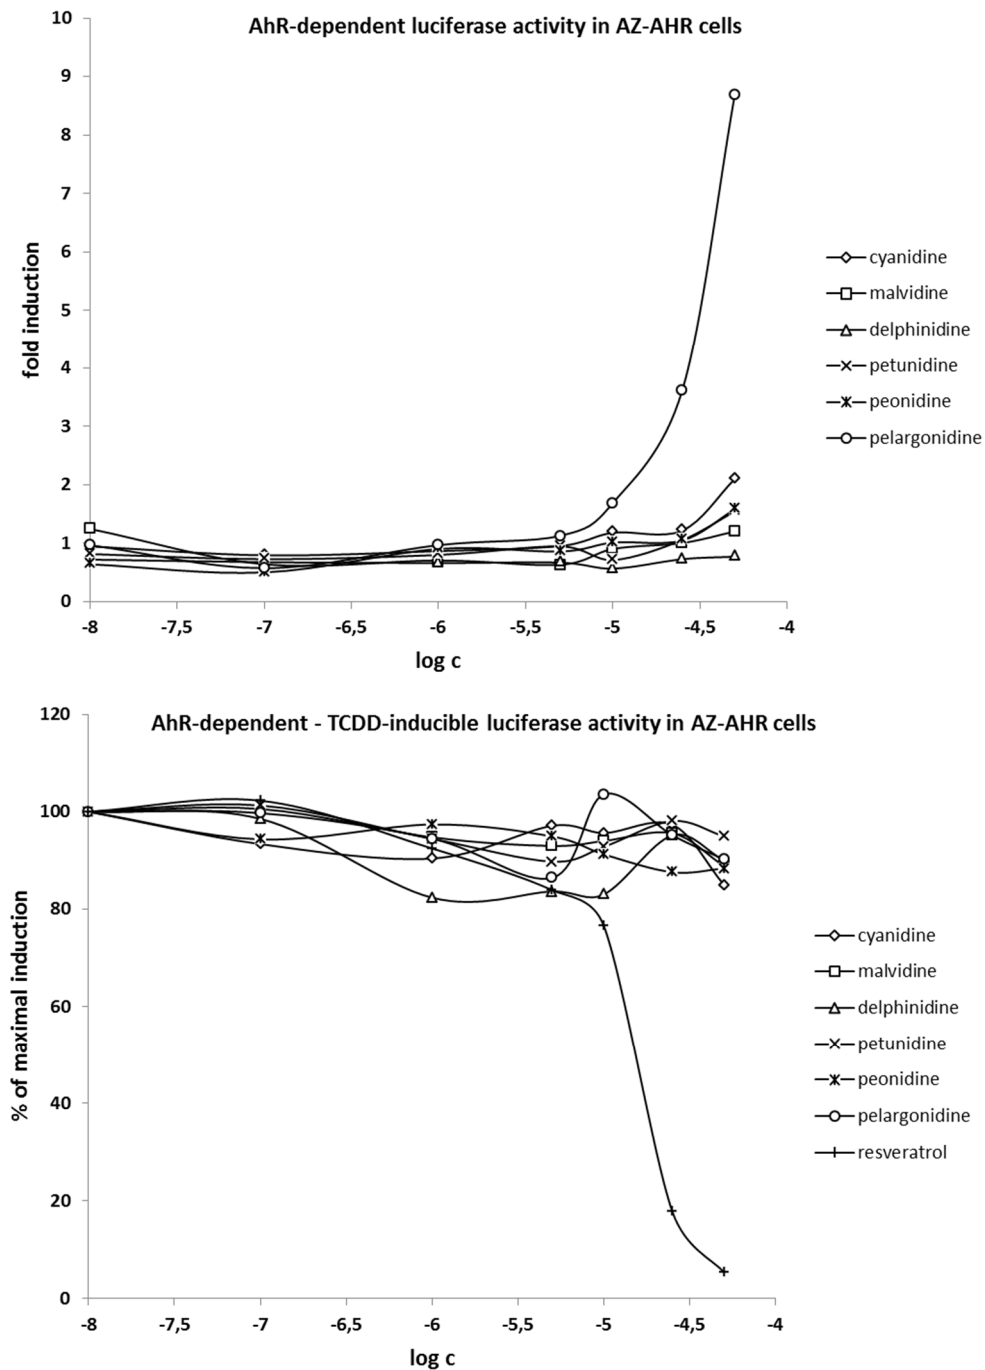 AhR-dependent luciferase activity in AZ-AHR cells
10
9
8
7
6
5
4
3
2
1
0
fold induction
-8
-7,5
-7
-6,5
-6
-5,5
-5
-4,5
-4
log c
cyanidine
malvidine
delphinidine
petunidine
peonidine
pelargonidine
AhR-dependent - TCDD-inducible luciferase activity in AZ-AHR cells
120
100
80
60
40
20
0
% of maximal induction
-8
-7,5
-7
-6,5
-6
-5,5
-5
-4,5
-4
log c
cyanidine
malvidine
delphinidine
petunidine
peonidine
pelargonidine
resveratrol